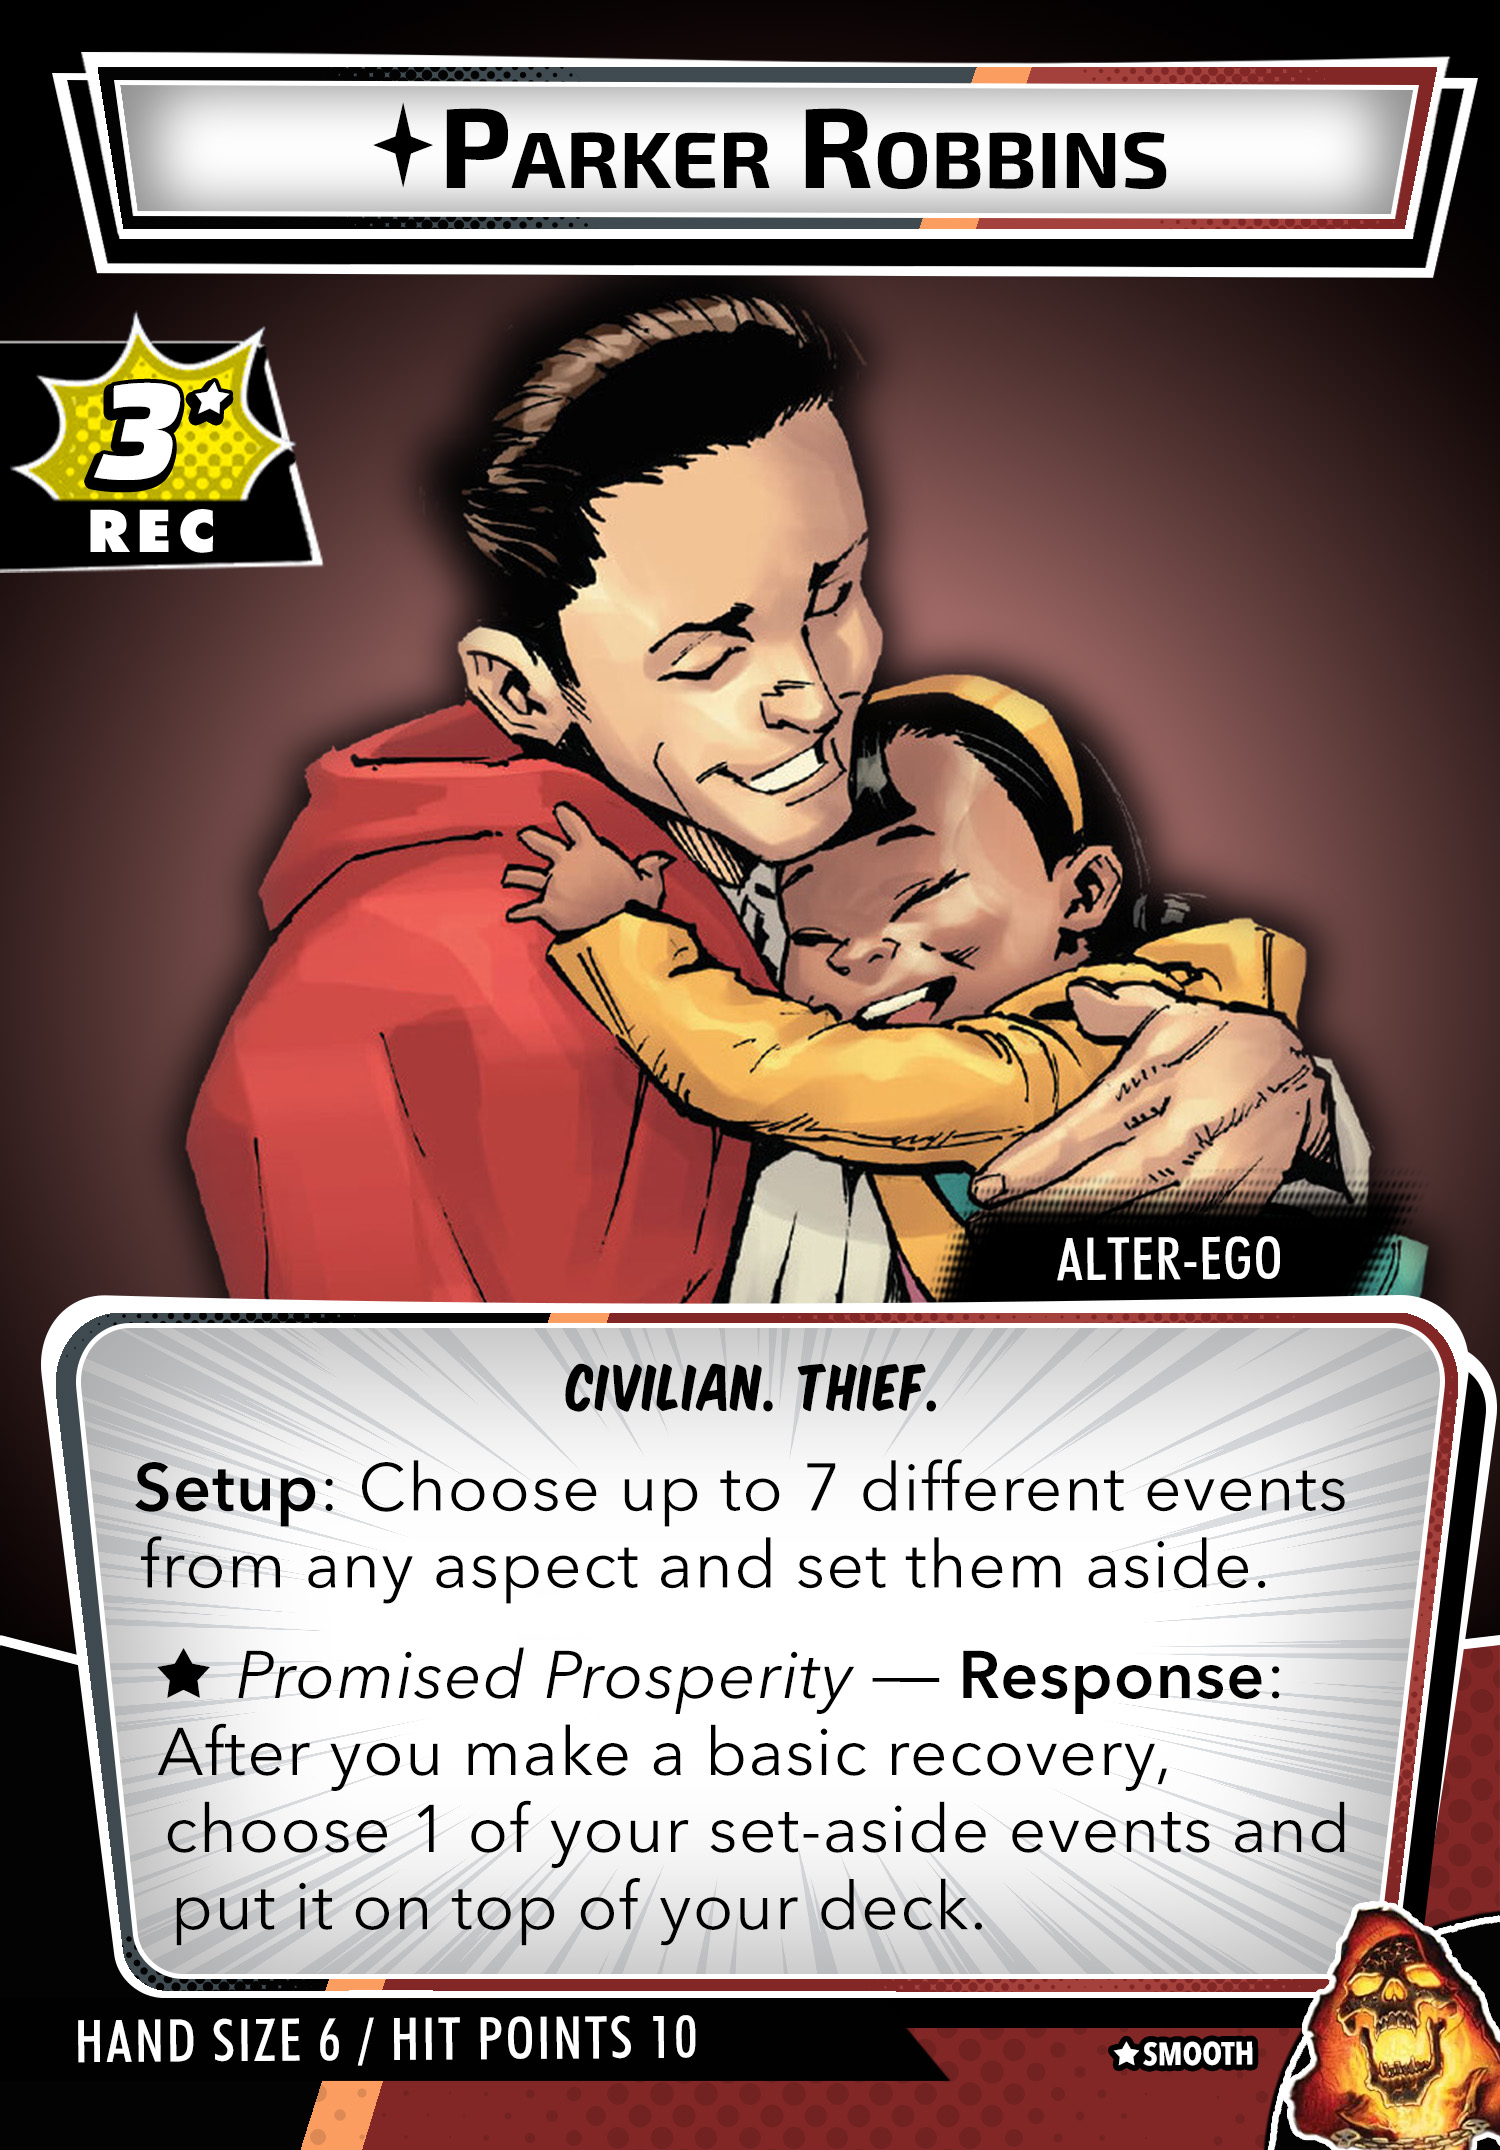 PARKER ROBBINS
3
REC
ALTER-EGO
CIVILIAN. THIEF.
Setup: Choose up to 7 different events
from any aspect and set them aside.
★ Promised Prosperity — Response:
After you make a basic recovery,
choose 1 of your set-aside events and
put it on top of your deck.
HAND SIZE 6 / HIT POINTS 10
★SMOOTH